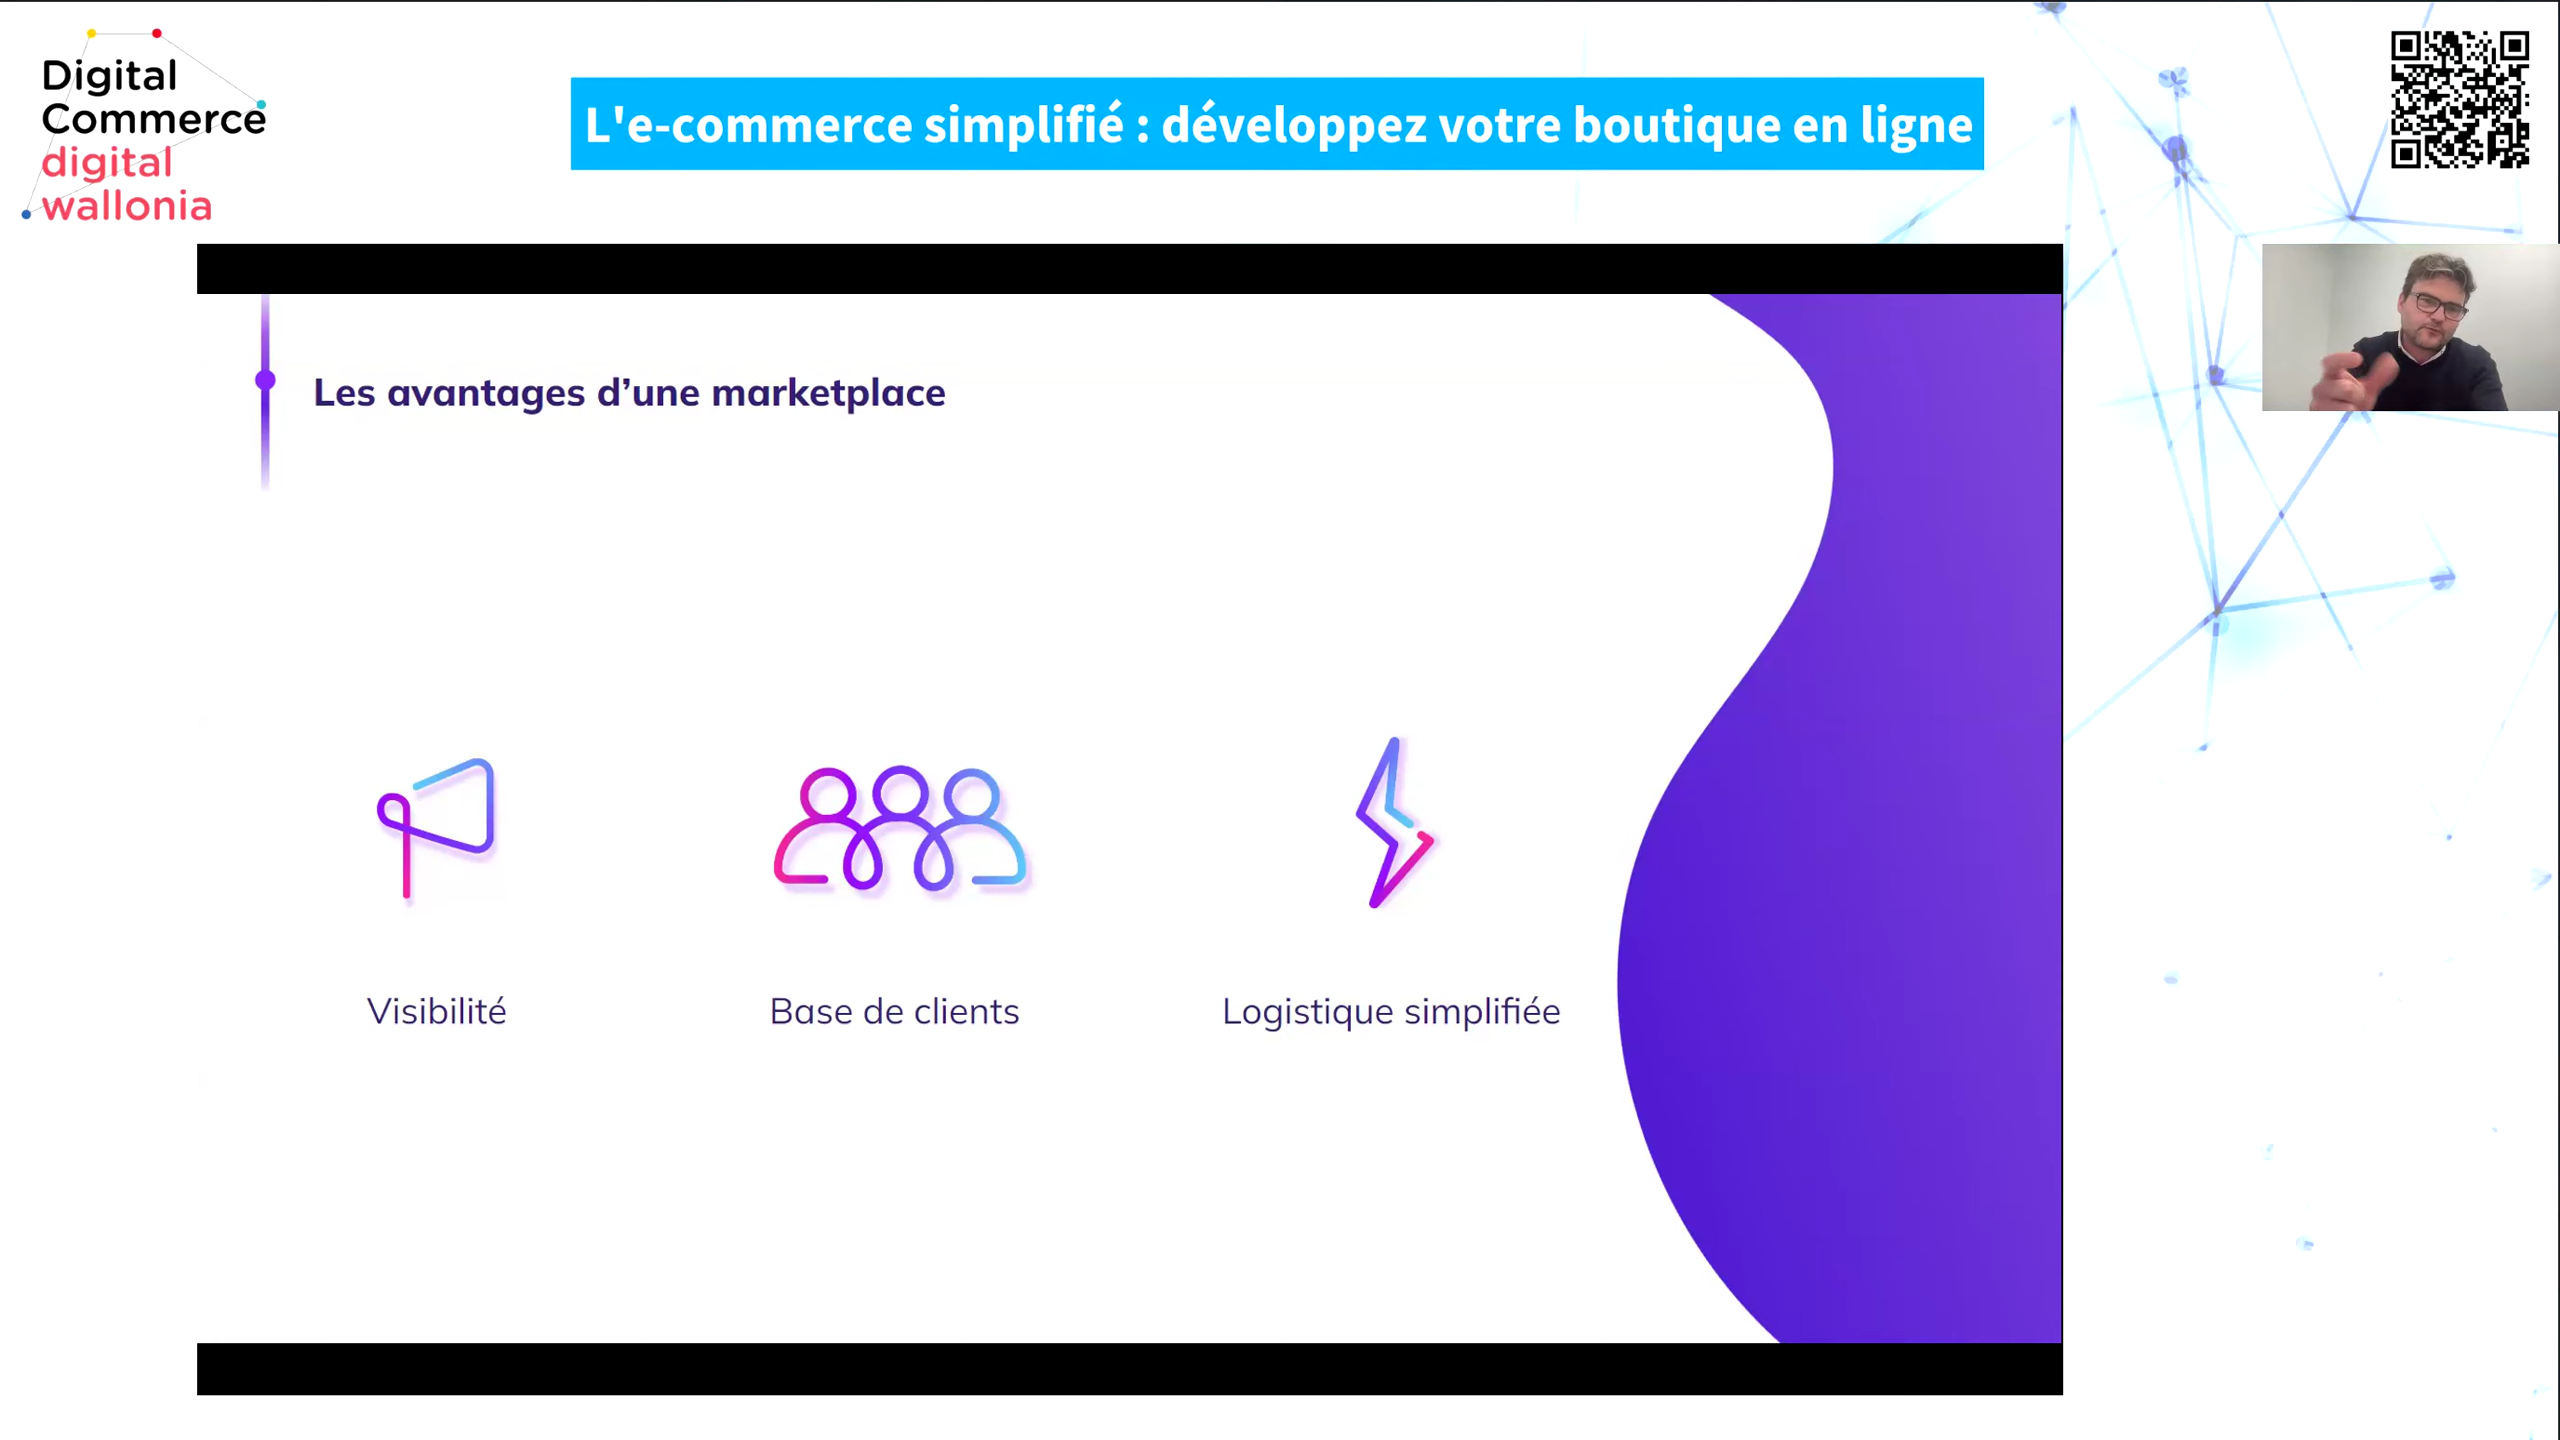 Digital
Commerce
digital
wallonia
L'e-commerce simplifié : développez votre boutique en ligne
Les avantages d’une marketplace
Visibilité
Base de clients
Logistique simplifiée